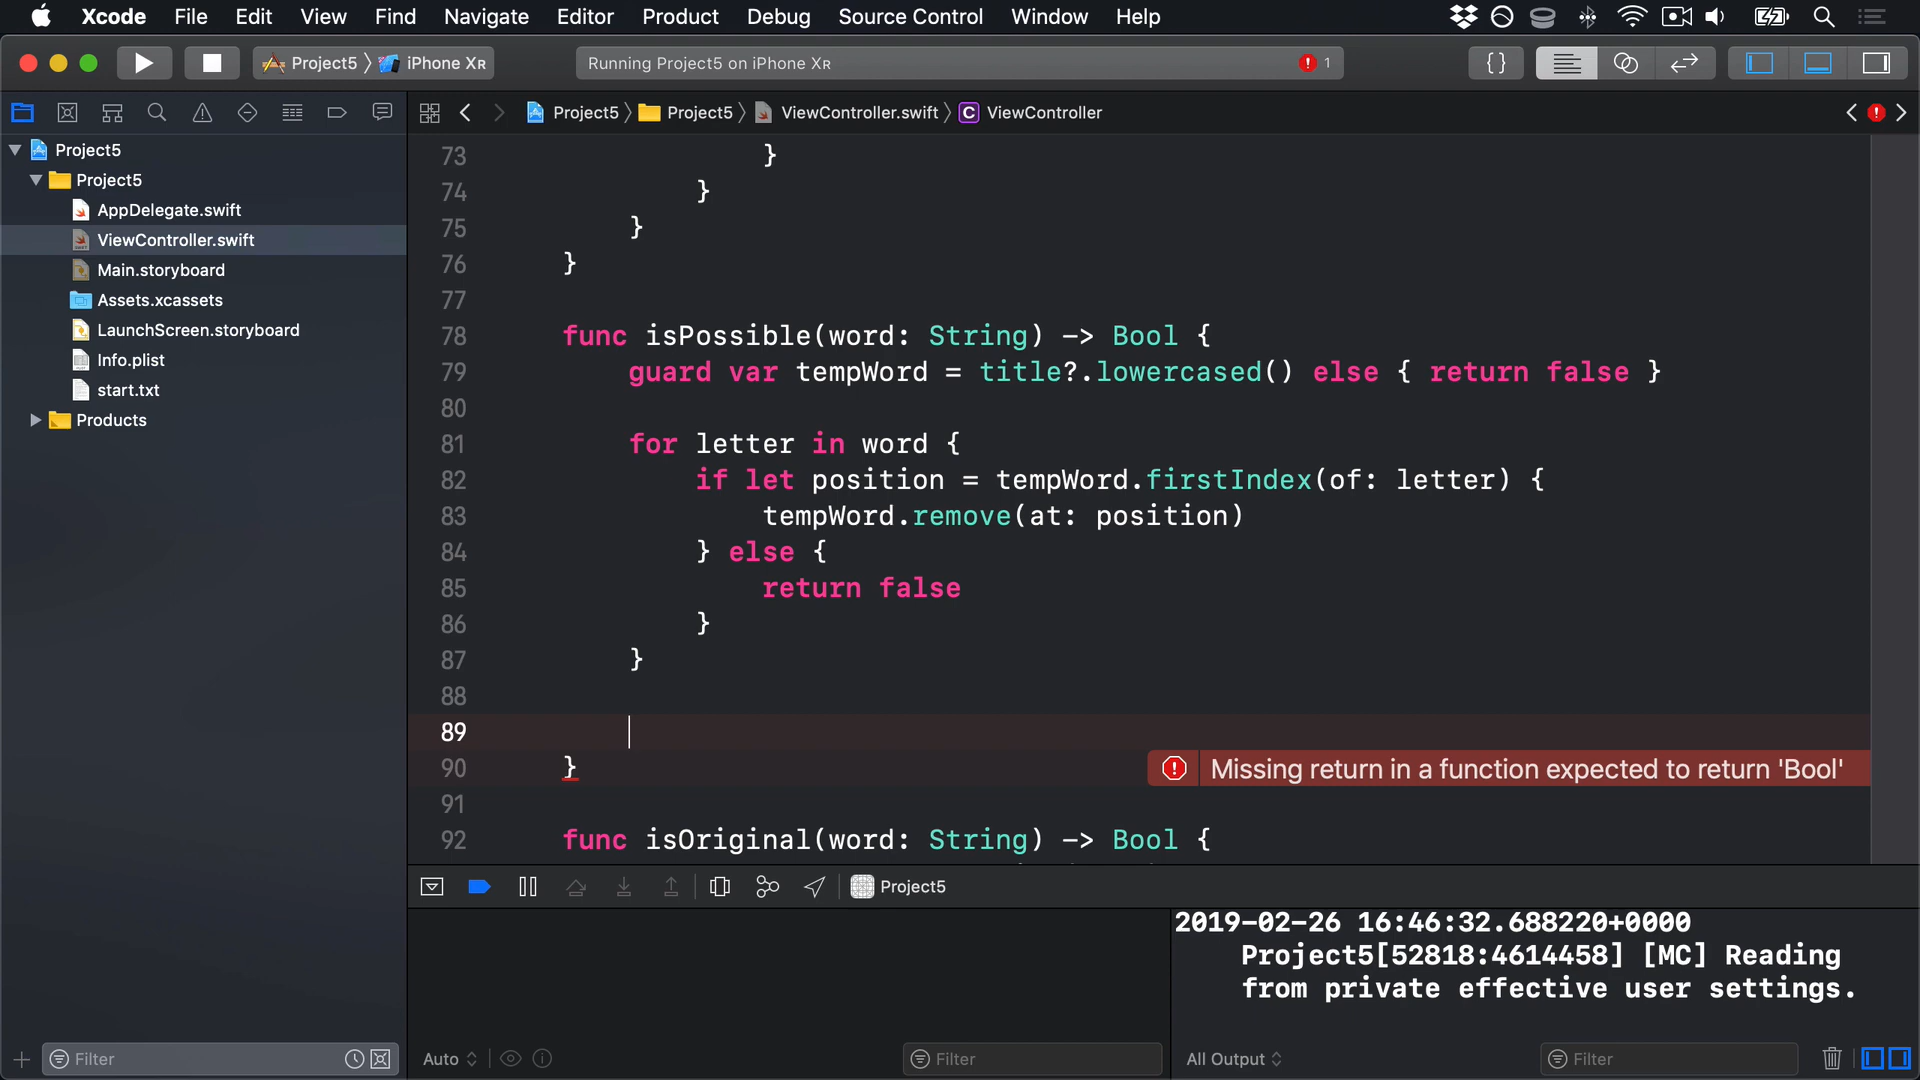 Xcode File Edit View Find Navigate Editor Product Debug Source Control Window Help
Project5 iPhone XR
Running Project5 on iPhone XR
1
{}
Project5 Project5 ViewController.swift C ViewController
Project5
Project5
AppDelegate.swift
ViewController.swift
Main.storyboard
Assets.xcassets
LaunchScreen.storyboard
Info.plist
start.txt
Products
73 }
74 }
75 }
76 }
77
78 func isPossible(word: String) -> Bool {
79 guard var tempWord = title?.lowercased() else { return false }
80
81 for letter in word {
82 if let position = tempWord.firstIndex(of: letter) {
83 tempWord.remove(at: position)
84 } else {
85 return false
86 }
87 }
88
89
90 } Missing return in a function expected to return 'Bool'
91
92 func isOriginal(word: String) -> Bool {
Project5
2019-02-26 16:46:32.688220+0000
Project5[52818:4614458] [MC] Reading
from private effective user settings.
Filter
Auto
Filter
All Output
Filter